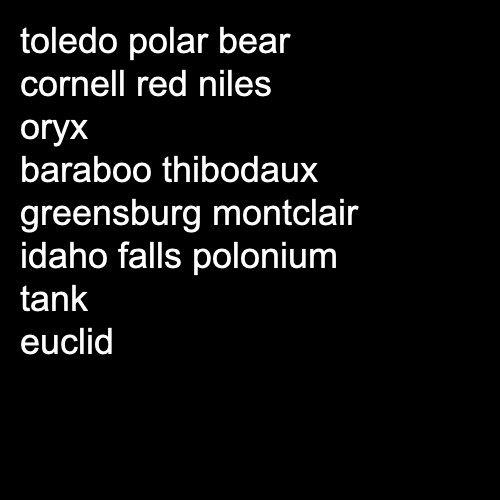 toledo polar bear
cornell red niles
oryx
baraboo thibodaux
greensburg montclair
idaho falls polonium
tank
euclid